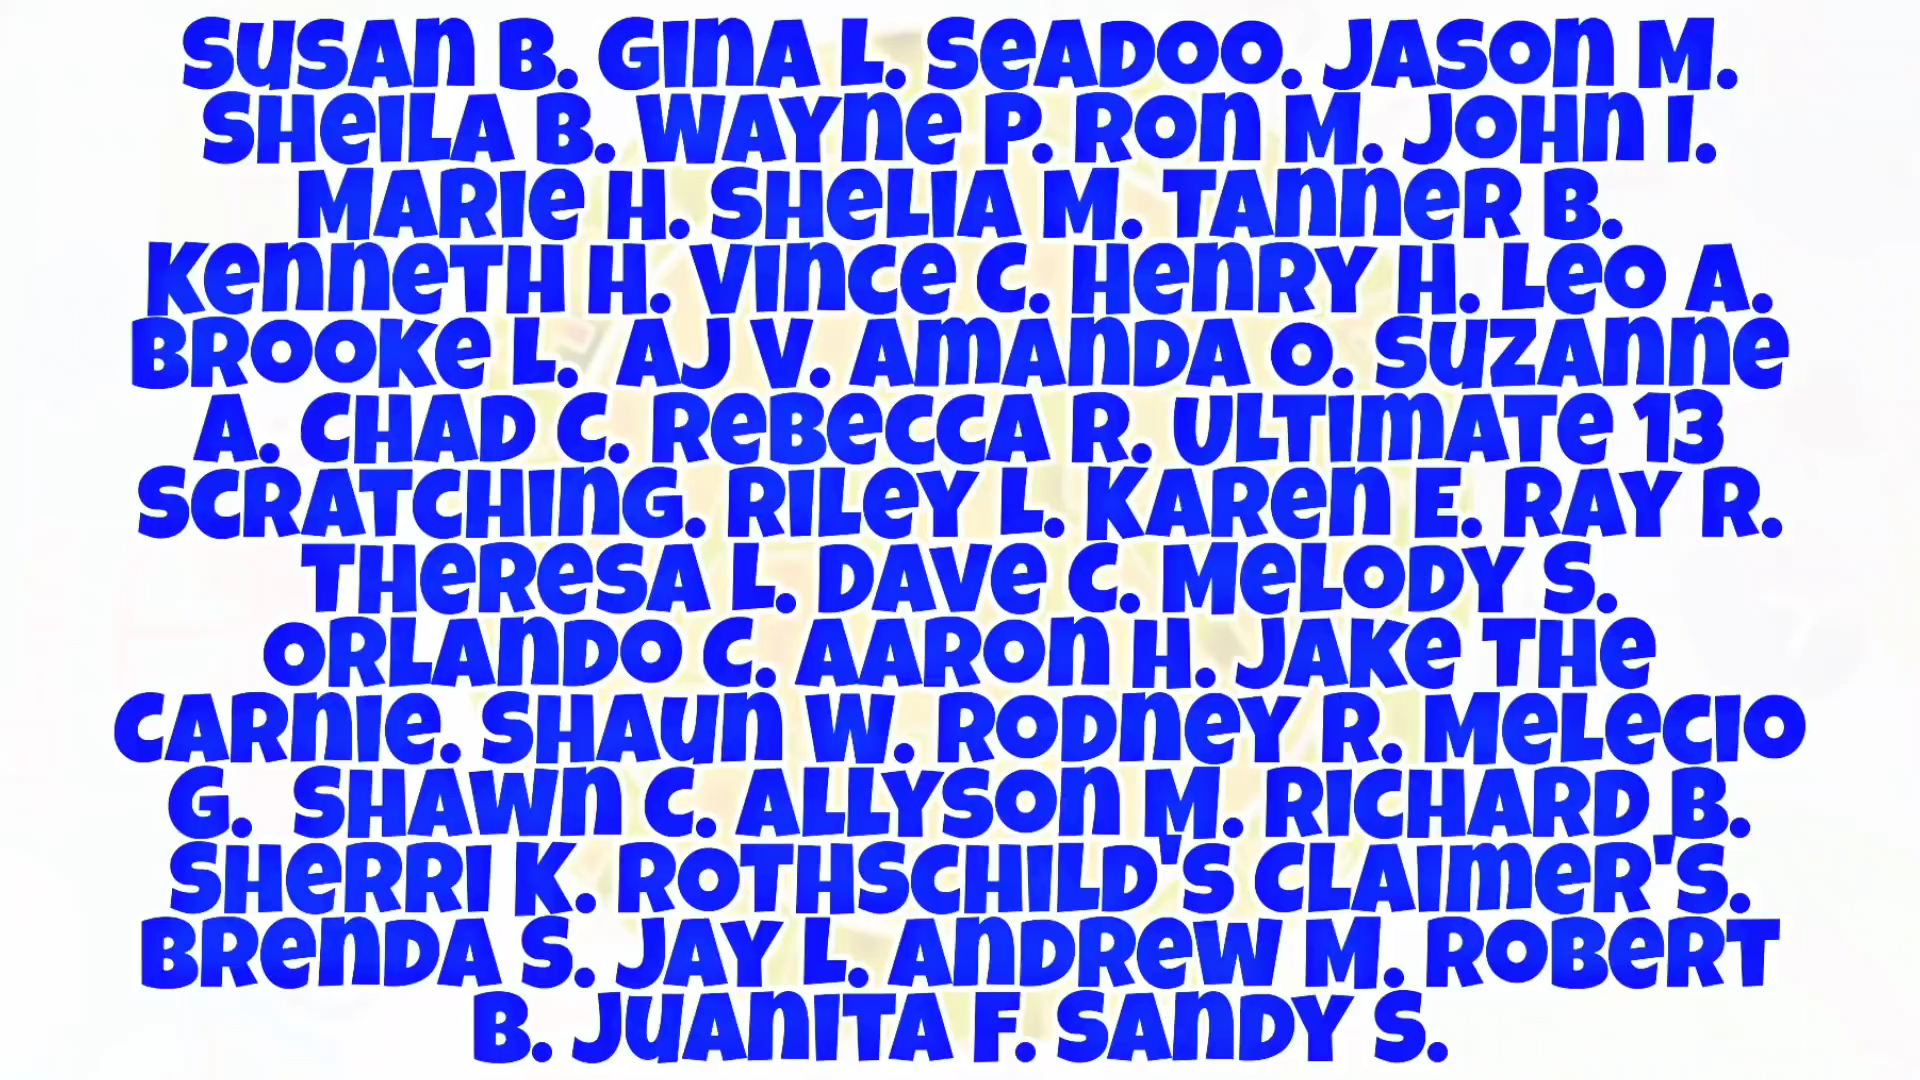 SUSAN B. GINA L. SEADOO. JASON M.
SHEILA B. WAYNE P. RON M. JOHN I.
MARIE H. SHELIA M. TANNER B.
KENNETH H. VINCE C. HENRY H. LEO A.
BROOKE L. AJ V. AMANDA O. SUZANNE
A. CHAD C. REBECCA R. ULTIMATE 13
SCRATCHING. RILEY L. KAREN E. RAY R.
THERESA L. DAVE C. MELODY S.
ORLANDO C. AARON H. JAKE THE
CARNIE. SHAUN W. RODNEY R. MELECIO
G. SHAWN C. ALLYSON M. RICHARD B.
SHERRI K. ROTHSCHILD'S CLAIMER'S.
BRENDA S. JAY L. ANDREW M. ROBERT
B. JUANITA F. SANDY S.